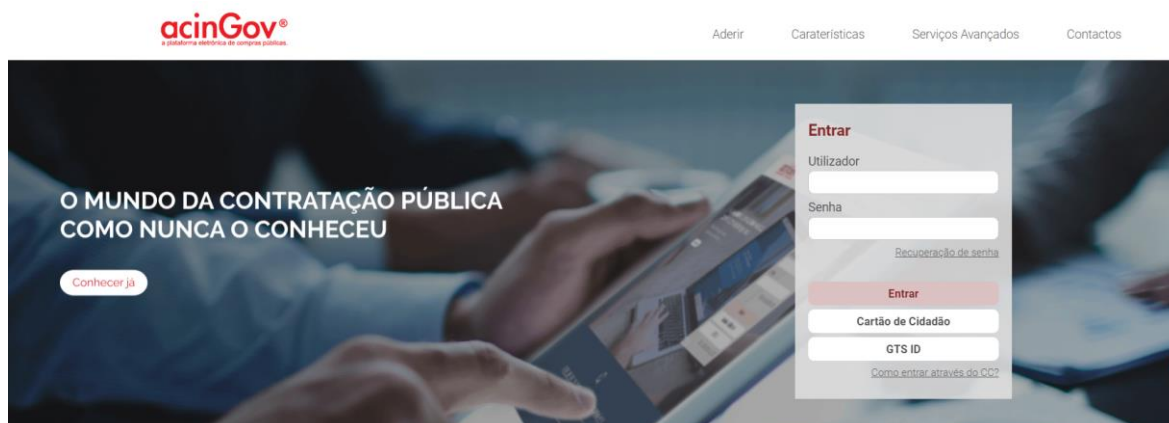 acinGov®
a plataforma eletrónica de compras públicas.
Aderir
Caraterísticas
Serviços Avançados
Contactos
O MUNDO DA CONTRATAÇÃO PÚBLICA
COMO NUNCA O CONHECEU
Conhecer já
Entrar
Utilizador
Senha
Recuperação de senha
Entrar
Cartão de Cidadão
GTS ID
Como entrar através do CC?